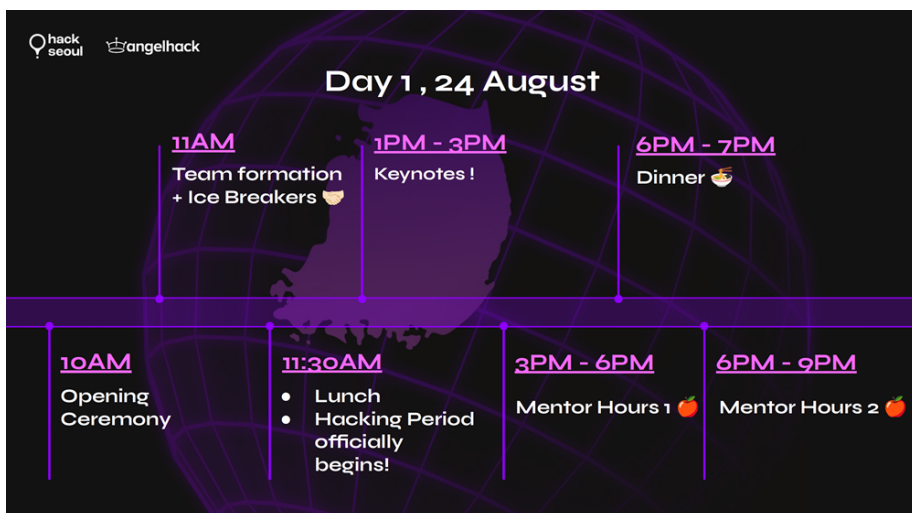 hack
seoul
angelhack
Day 1 , 24 August
11AM
Team formation
+ Ice Breakers 🤝🏻
1PM - 3PM
Keynotes !
6PM - 7PM
Dinner 🍜
10AM
Opening
Ceremony
11:30AM
● Lunch
● Hacking Period
officially
begins!
3PM - 6PM
Mentor Hours 1 🍎
6PM - 9PM
Mentor Hours 2 🍎